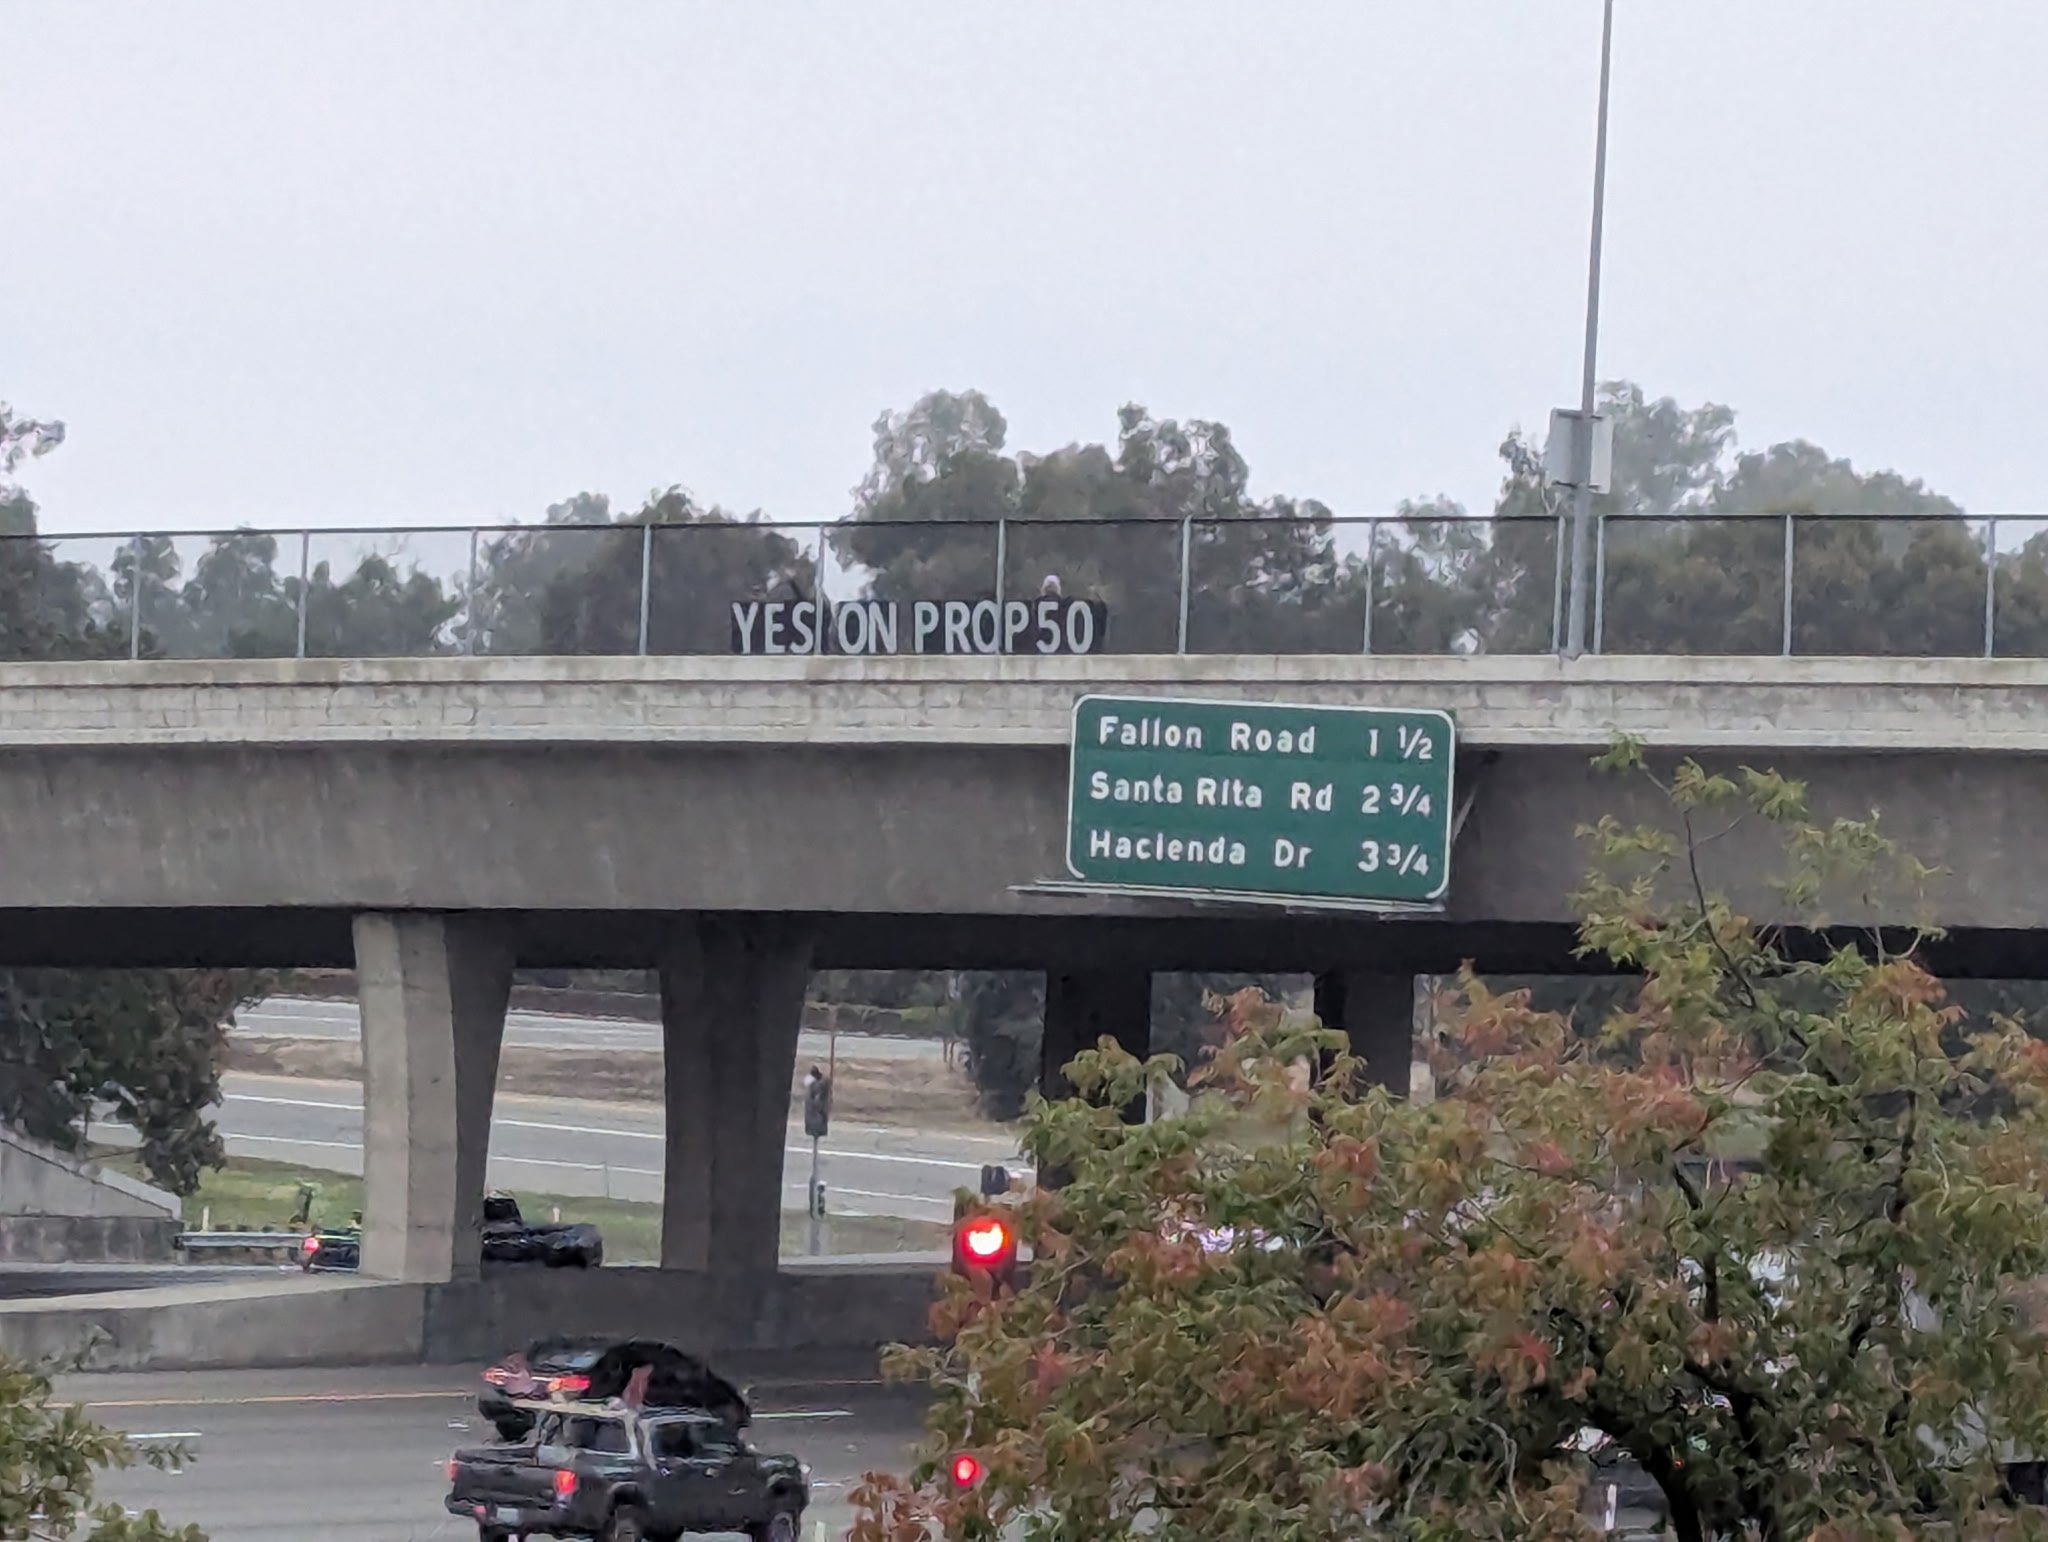 YES ON PROP 50
Fallon Road 1 1/2
Santa Rita Rd 2 3/4
Hacienda Dr 3 3/4